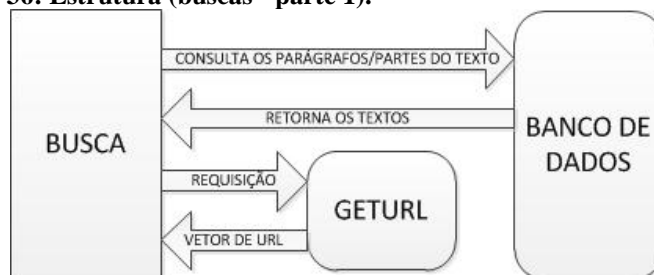 36: Estrutura (buscas - parte 1).
CONSULTA OS PARÁGRAFOS/PARTES DO TEXTO
RETORNA OS TEXTOS
BUSCA
BANCO DE
DADOS
REQUISIÇÃO
GETURL
VETOR DE URL